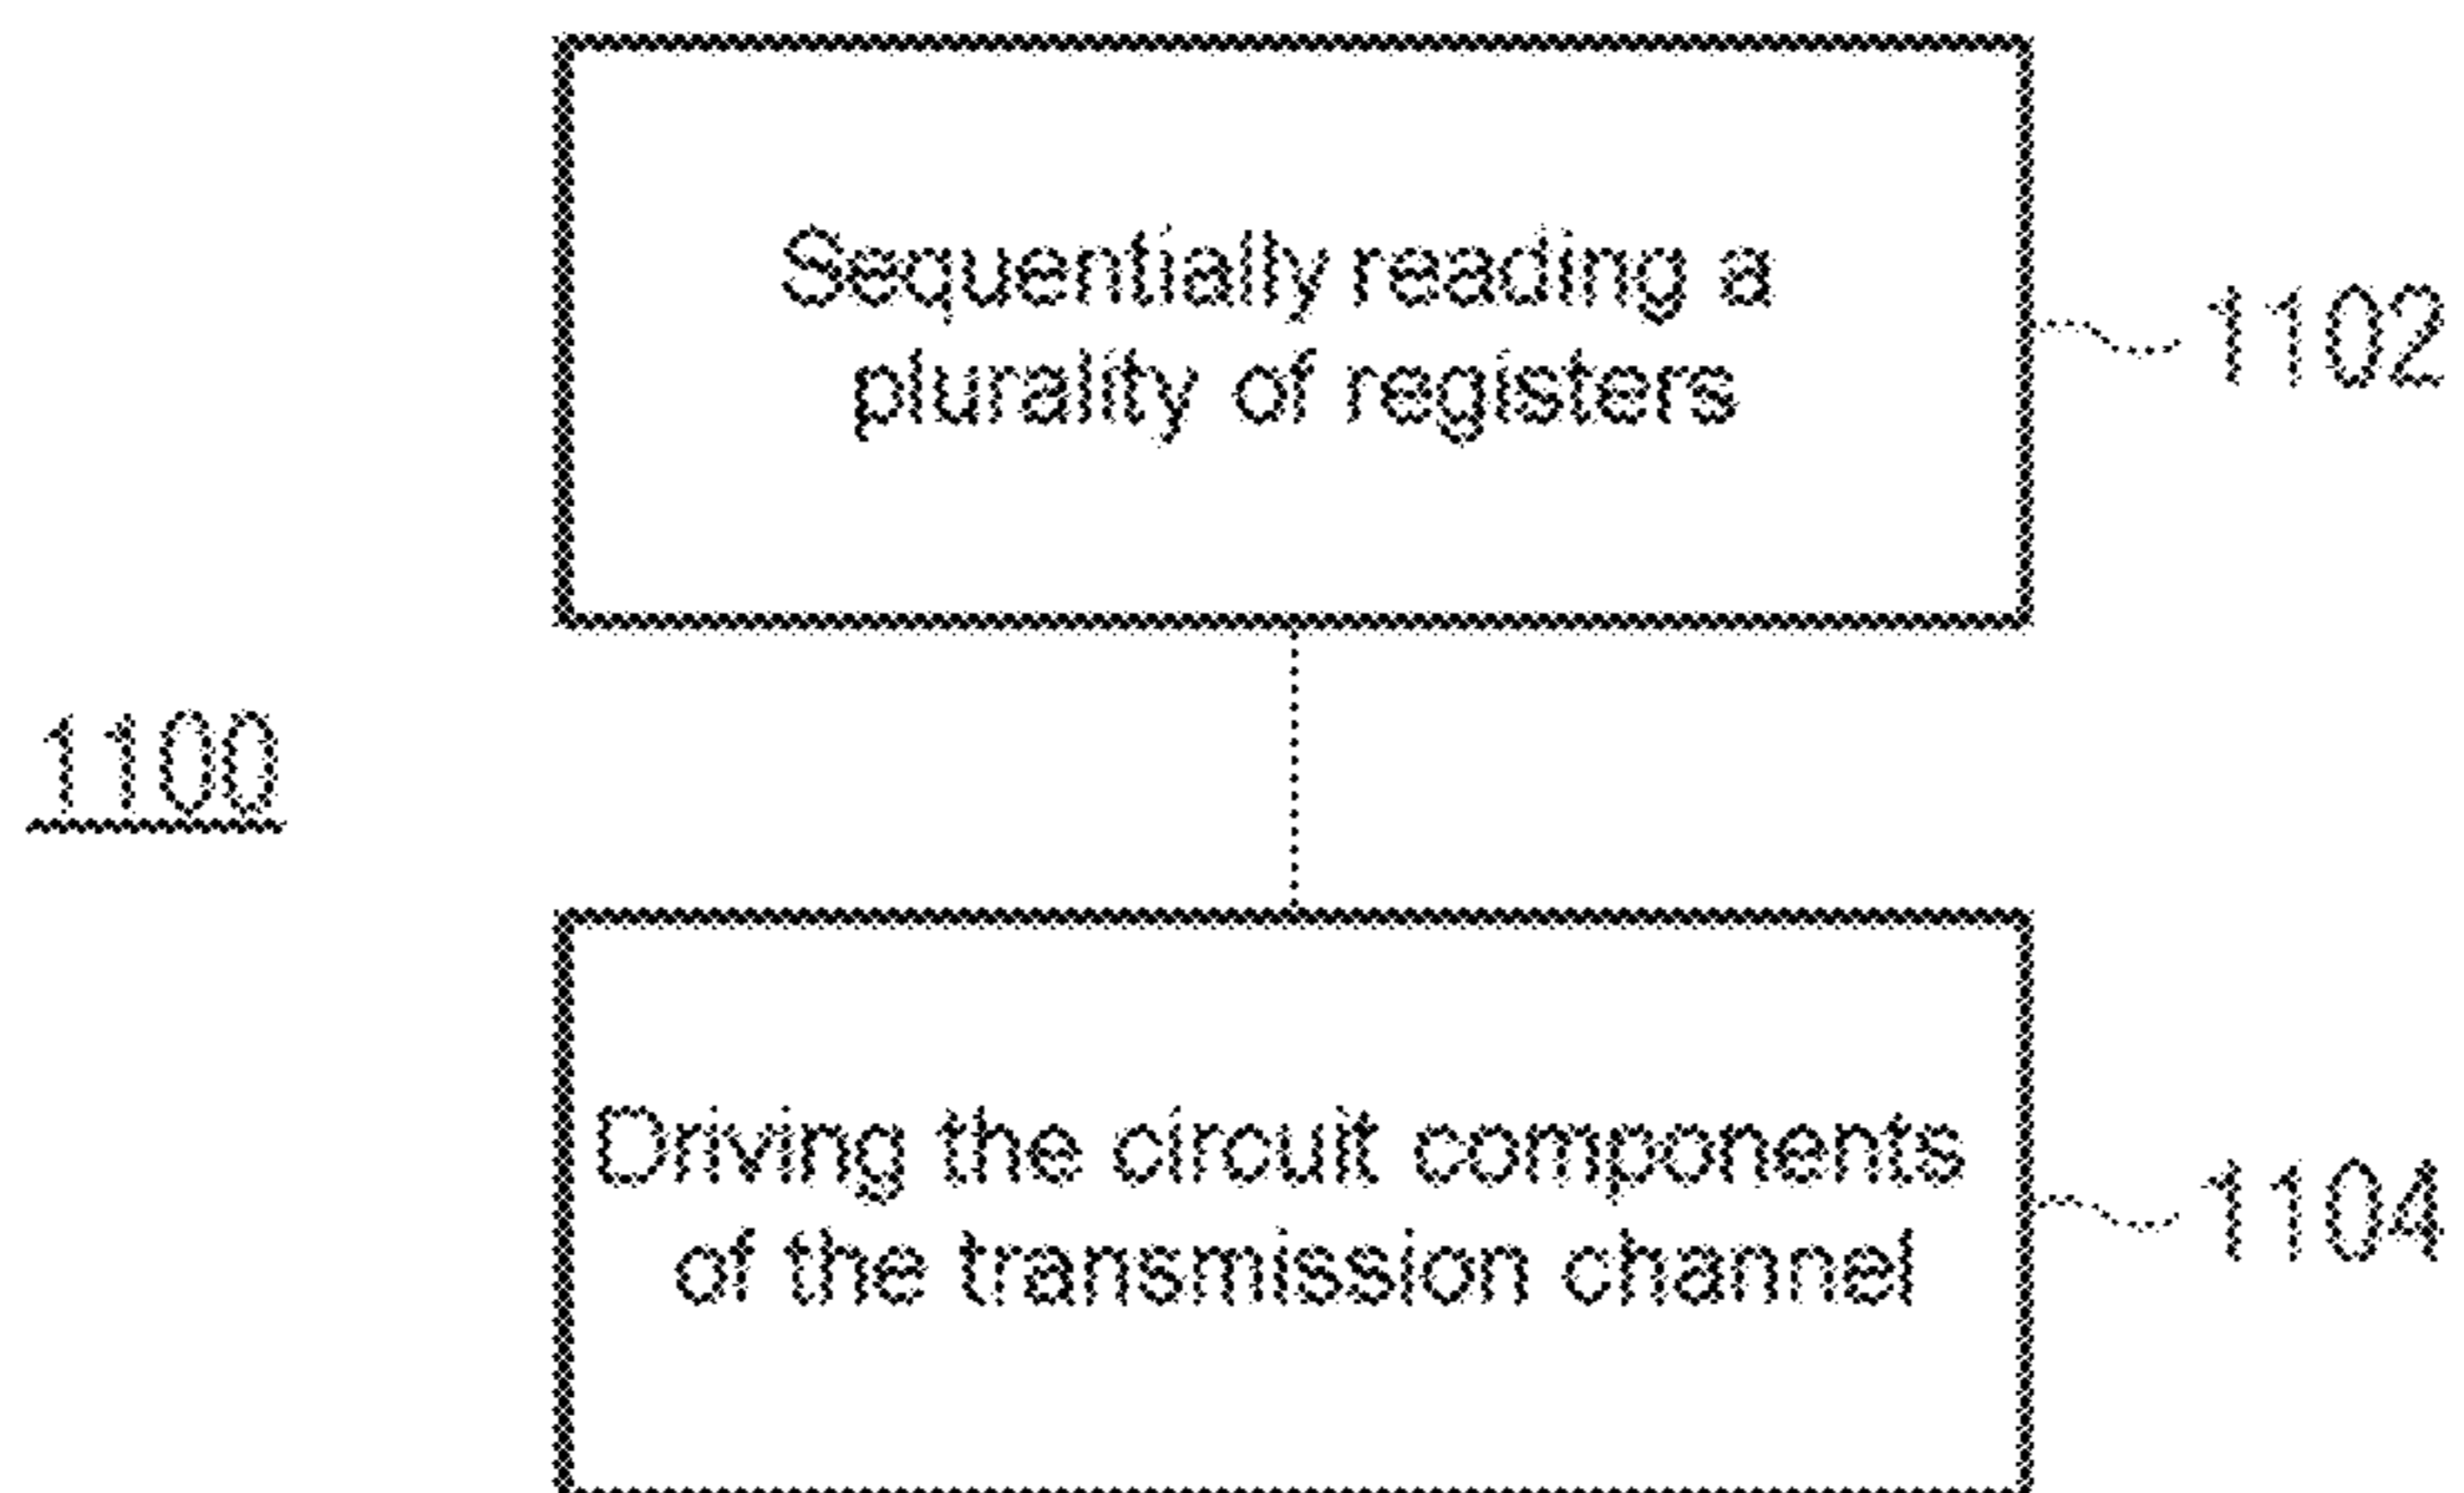 Sequentially reading a
plurality of registers
1102
1100
Driving the circuit components
of the transmission channel
1104